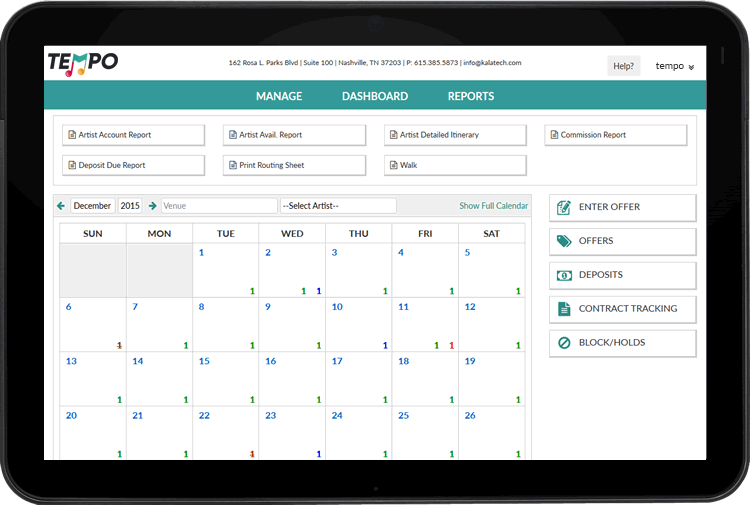 TEMPO
162 Rosa L. Parks Blvd | Suite 100 | Nashville, TN 37203 | P: 615.385.5873 | info@kalatech.com
Help?
tempo
MANAGE DASHBOARD REPORTS
Artist Account Report Artist Avail. Report Artist Detailed Itinerary Commission Report
Deposit Due Report Print Routing Sheet Walk
December 2015 Venue --Select Artist-- Show Full Calendar
SUN MON TUE WED THU FRI SAT
1 2 3 4 5
1 1 1 1 1 1
6 7 8 9 10 11 12
1 1 1 1 1 1 1 1
13 14 15 16 17 18 19
1 1 1 1 1 1 1
20 21 22 23 24 25 26
1 1 1 1 1 1 1
ENTER OFFER
OFFERS
DEPOSITS
CONTRACT TRACKING
BLOCK/HOLDS